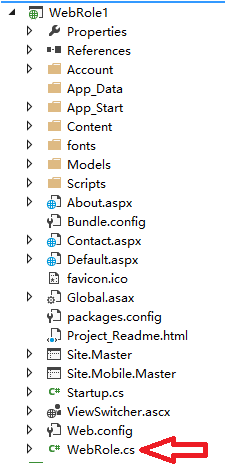 WebRole1
Properties
References
Account
App_Data
App_Start
Content
fonts
Models
Scripts
About.aspx
Bundle.config
Contact.aspx
Default.aspx
favicon.ico
Global.asax
packages.config
Project_Readme.html
Site.Master
Site.Mobile.Master
C# Startup.cs
ViewSwitcher.ascx
Web.config
C# WebRole.cs